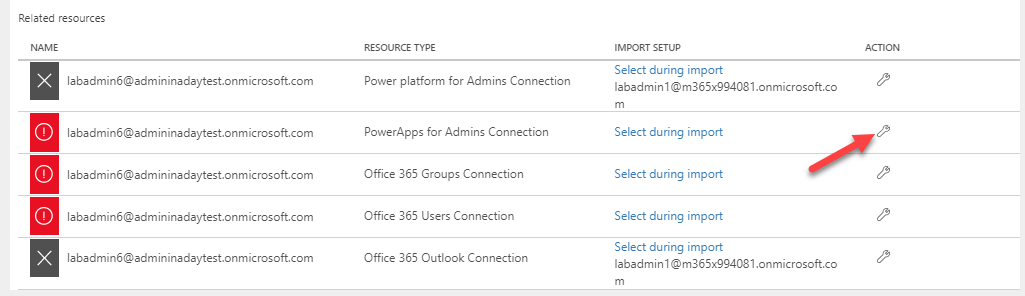 Related resources
NAME RESOURCE TYPE IMPORT SETUP ACTION
labadmin6@admininadaytest.onmicrosoft.com Power platform for Admins Connection Select during import
labadmin1@m365x994081.onmicrosoft.co
m
labadmin6@admininadaytest.onmicrosoft.com PowerApps for Admins Connection Select during import
labadmin6@admininadaytest.onmicrosoft.com Office 365 Groups Connection Select during import
labadmin6@admininadaytest.onmicrosoft.com Office 365 Users Connection Select during import
labadmin6@admininadaytest.onmicrosoft.com Office 365 Outlook Connection Select during import
labadmin1@m365x994081.onmicrosoft.co
m